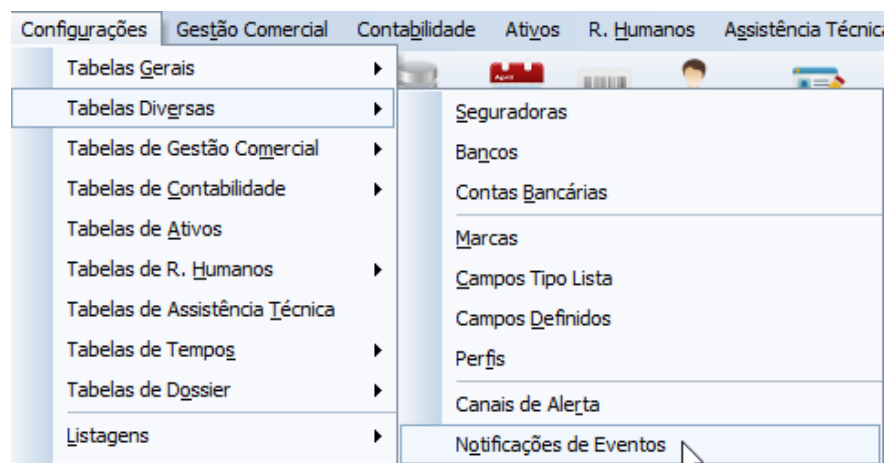 Configurações Gestão Comercial Contabilidade Ativos R. Humanos Assistência Técnica
Tabelas Gerais
April
Tabelas Diversas
Seguradoras
Tabelas de Gestão Comercial
Bancos
Tabelas de Contabilidade
Contas Bancárias
Tabelas de Ativos
Marcas
Tabelas de R. Humanos
Campos Tipo Lista
Tabelas de Assistência Técnica
Campos Definidos
Tabelas de Tempos
Perfis
Tabelas de Dossier
Canais de Alerta
Listagens
Notificações de Eventos